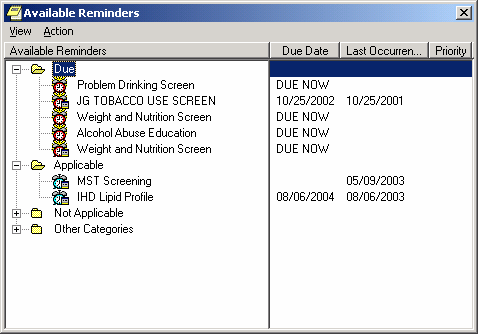 Available Reminders
View Action
Available Reminders Due Date Last Occurren... Priority
Due
Problem Drinking Screen DUE NOW
JG TOBACCO USE SCREEN 10/25/2002 10/25/2001
Weight and Nutrition Screen DUE NOW
Alcohol Abuse Education DUE NOW
Weight and Nutrition Screen DUE NOW
Applicable
MST Screening 05/09/2003
IHD Lipid Profile 08/06/2004 08/06/2003
Not Applicable
Other Categories